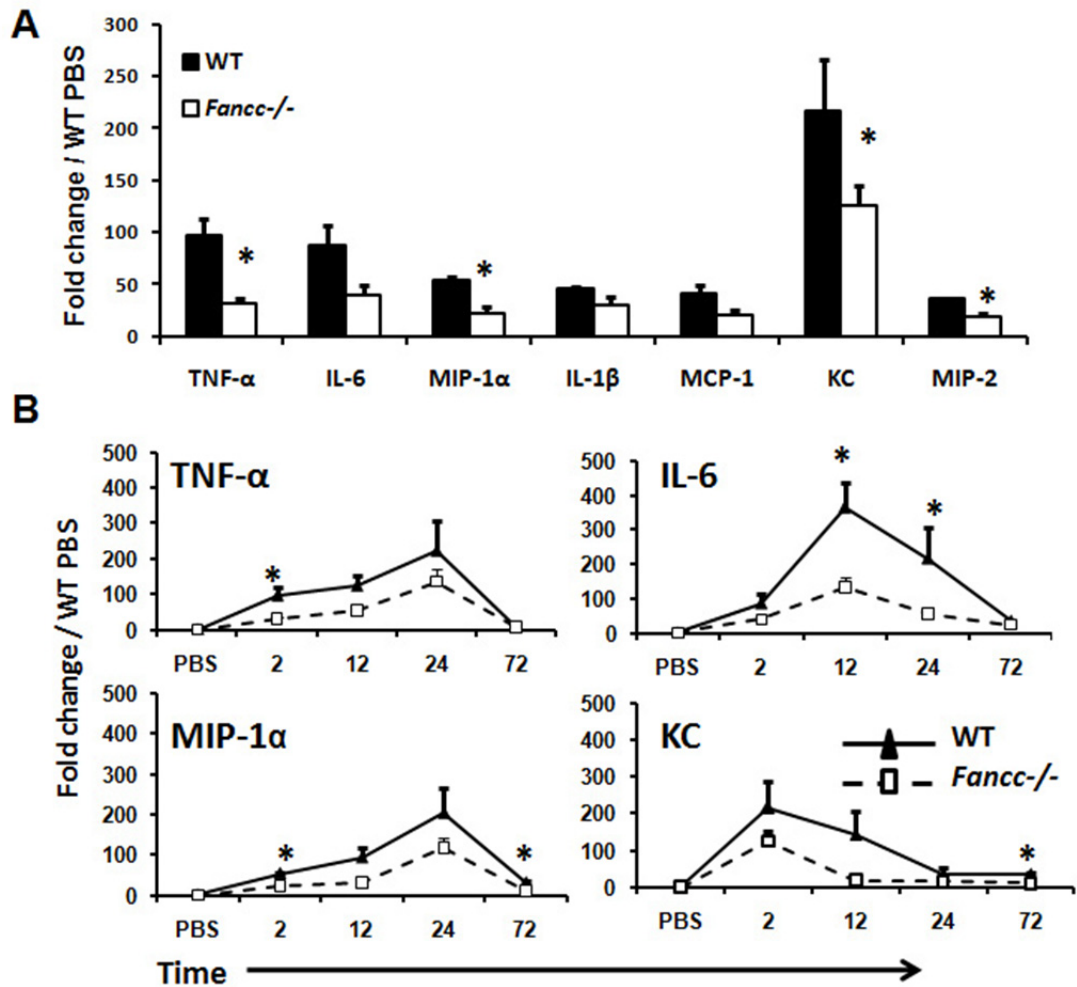 A
Fold change / WT PBS
300
250
200
150
100
50
0
WT
Fancc-/-
*
*
*
*
TNF-α IL-6 MIP-1α IL-1β MCP-1 KC MIP-2
B
Fold change / WT PBS
TNF-α
500
400
300
200
100
0
*
PBS 2 12 24 72
IL-6
500
400
300
200
100
0
*
*
PBS 2 12 24 72
MIP-1α
500
400
300
200
100
0
*
*
PBS 2 12 24 72
KC
500
400
300
200
100
0
WT
Fancc-/-
*
PBS 2 12 24 72
Time